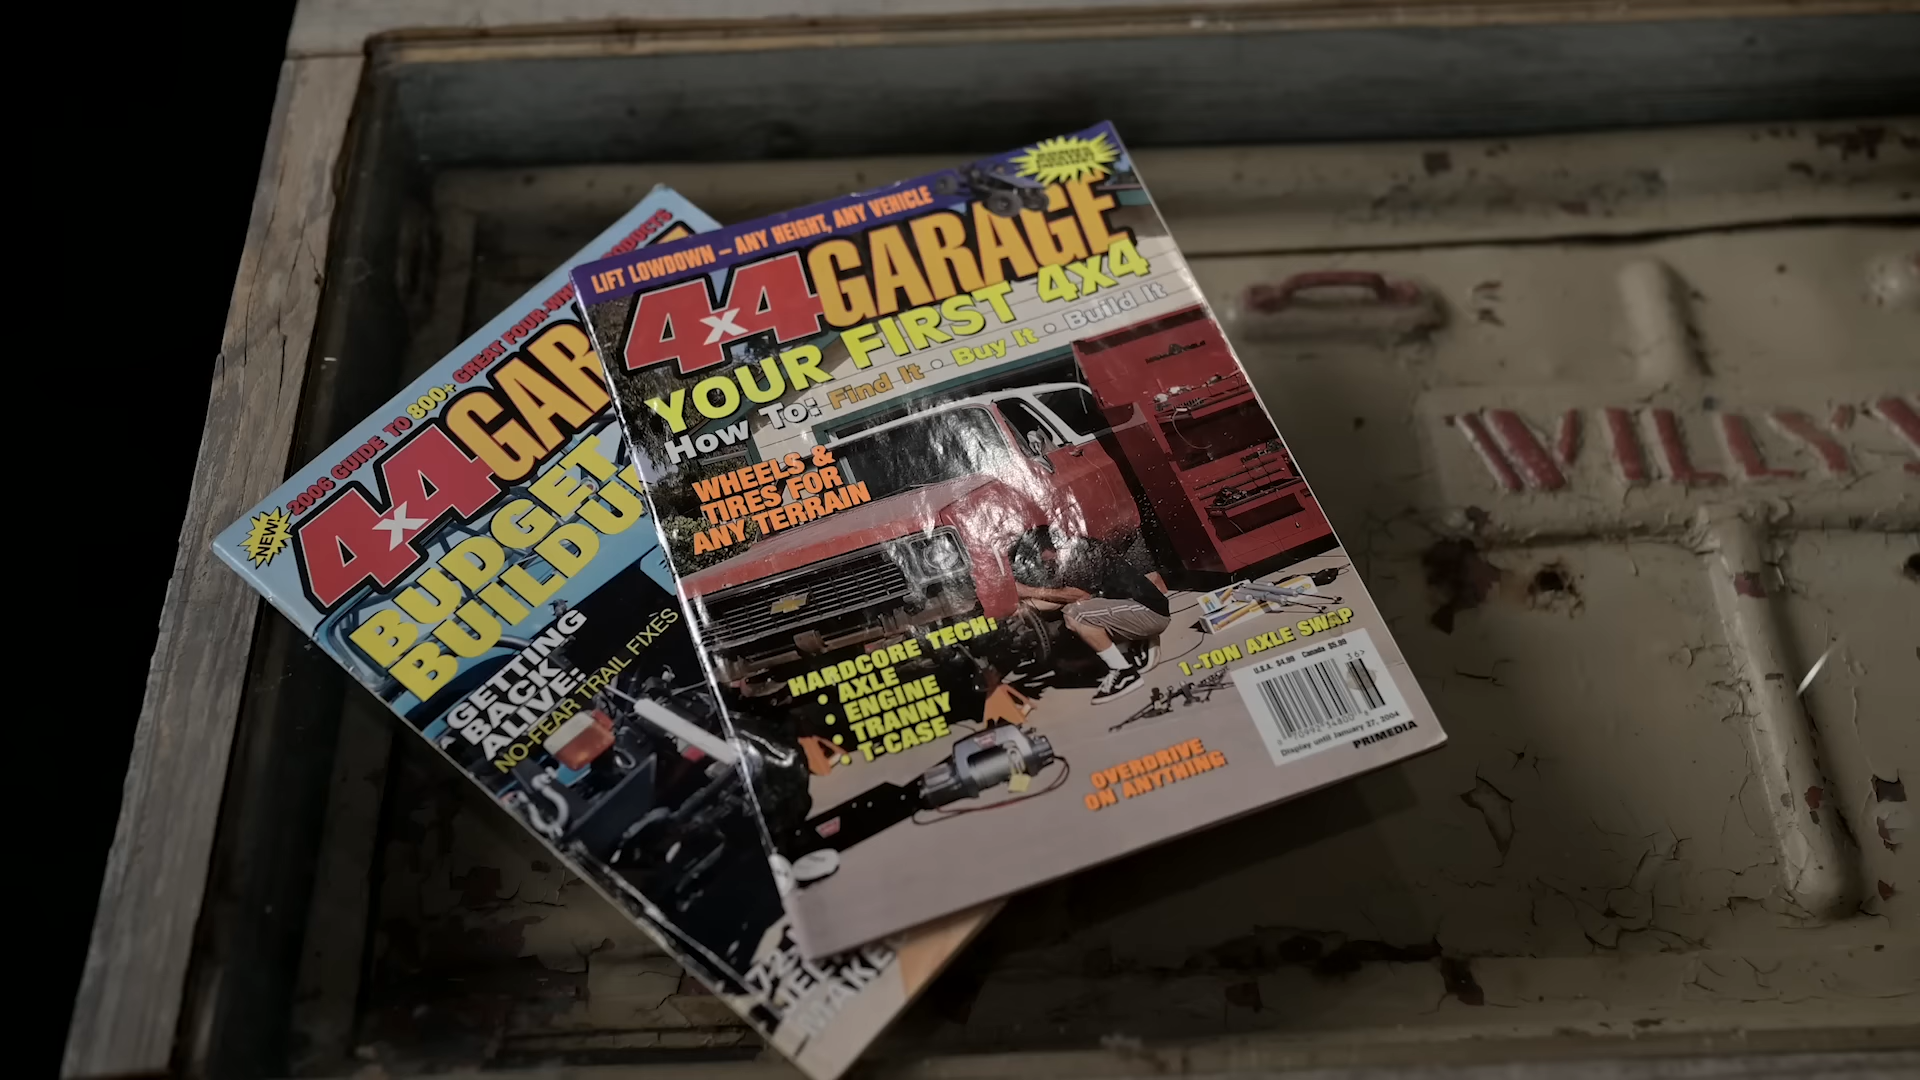 LIFT LOWDOWN – ANY HEIGHT, ANY VEHICLE
4x4 GARAGE
YOUR FIRST 4x4
How To: Find It • Buy It • Build It
WHEELS &
TIRES FOR
ANY TERRAIN
HARDCORE TECH:
• AXLE
• ENGINE
• TRANNY
• T-CASE
1-TON AXLE SWAP
U.S.A. $4.99 Canada $5.99
36>
Display until January 27, 2004
PRIMEDIA
OVERDRIVE
ON ANYTHING
NEW!
2006 GUIDE TO 800+ GREAT FOUR-WH
4x4 GAR
BUDGET
BUILDU
GETTING
BACK
ALIVE:
NO-FEAR TRAIL FIXES
WILLYS